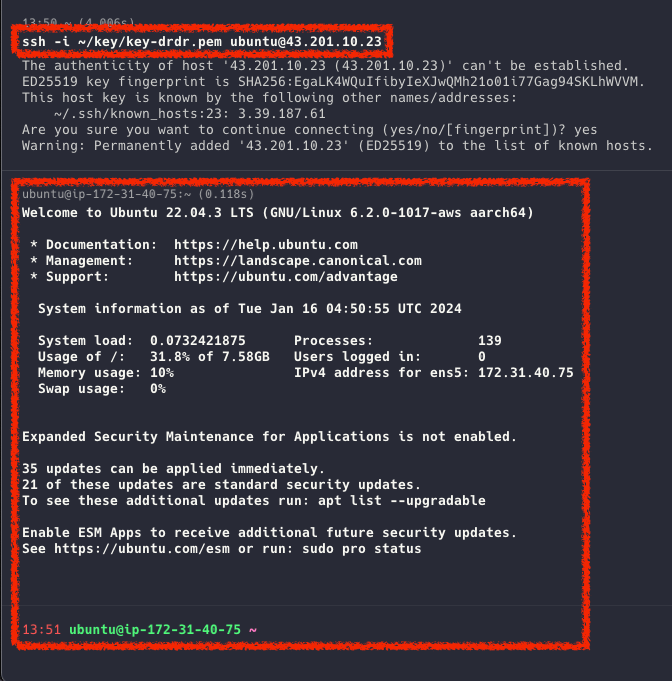 13:50 ~ (4.006s)
ssh -i ~/key/key-drdr.pem ubuntu@43.201.10.23
The authenticity of host '43.201.10.23 (43.201.10.23)' can't be established.
ED25519 key fingerprint is SHA256:EgaLK4WQuIfibyIeXJwQMh21o01i77Gag94SKLhWVVM.
This host key is known by the following other names/addresses:
    ~/.ssh/known_hosts:23: 3.39.187.61
Are you sure you want to continue connecting (yes/no/[fingerprint])? yes
Warning: Permanently added '43.201.10.23' (ED25519) to the list of known hosts.
ubuntu@ip-172-31-40-75:~ (0.118s)
Welcome to Ubuntu 22.04.3 LTS (GNU/Linux 6.2.0-1017-aws aarch64)
 * Documentation:  https://help.ubuntu.com
 * Management:     https://landscape.canonical.com
 * Support:        https://ubuntu.com/advantage
  System information as of Tue Jan 16 04:50:55 UTC 2024
  System load:  0.0732421875      Processes:             139
  Usage of /:   31.8% of 7.58GB   Users logged in:       0
  Memory usage: 10%               IPv4 address for ens5: 172.31.40.75
  Swap usage:   0%
Expanded Security Maintenance for Applications is not enabled.
35 updates can be applied immediately.
21 of these updates are standard security updates.
To see these additional updates run: apt list --upgradable
Enable ESM Apps to receive additional future security updates.
See https://ubuntu.com/esm or run: sudo pro status
13:51 ubuntu@ip-172-31-40-75 ~